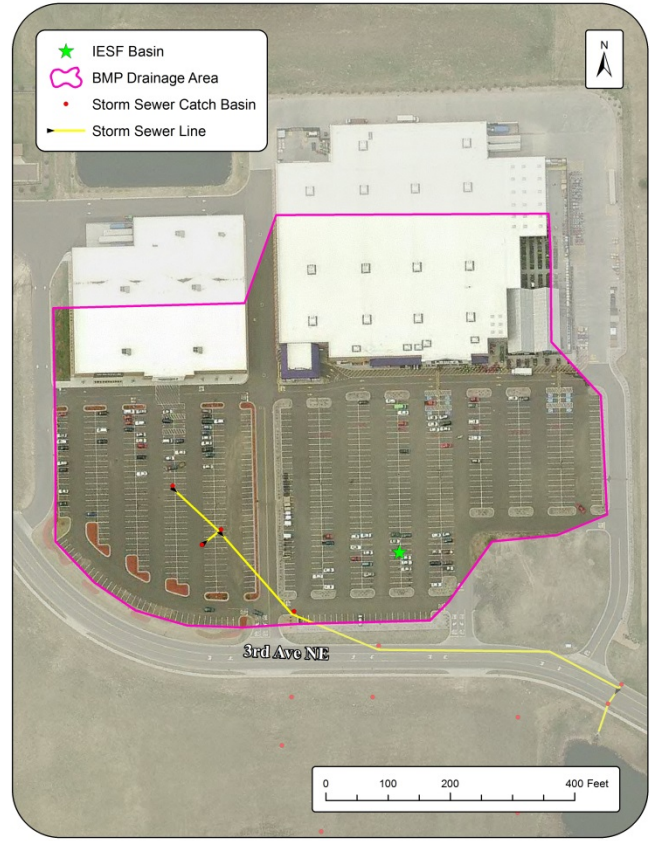 IESF Basin
BMP Drainage Area
Storm Sewer Catch Basin
Storm Sewer Line
N
3rd Ave NE
0 100 200 400 Feet